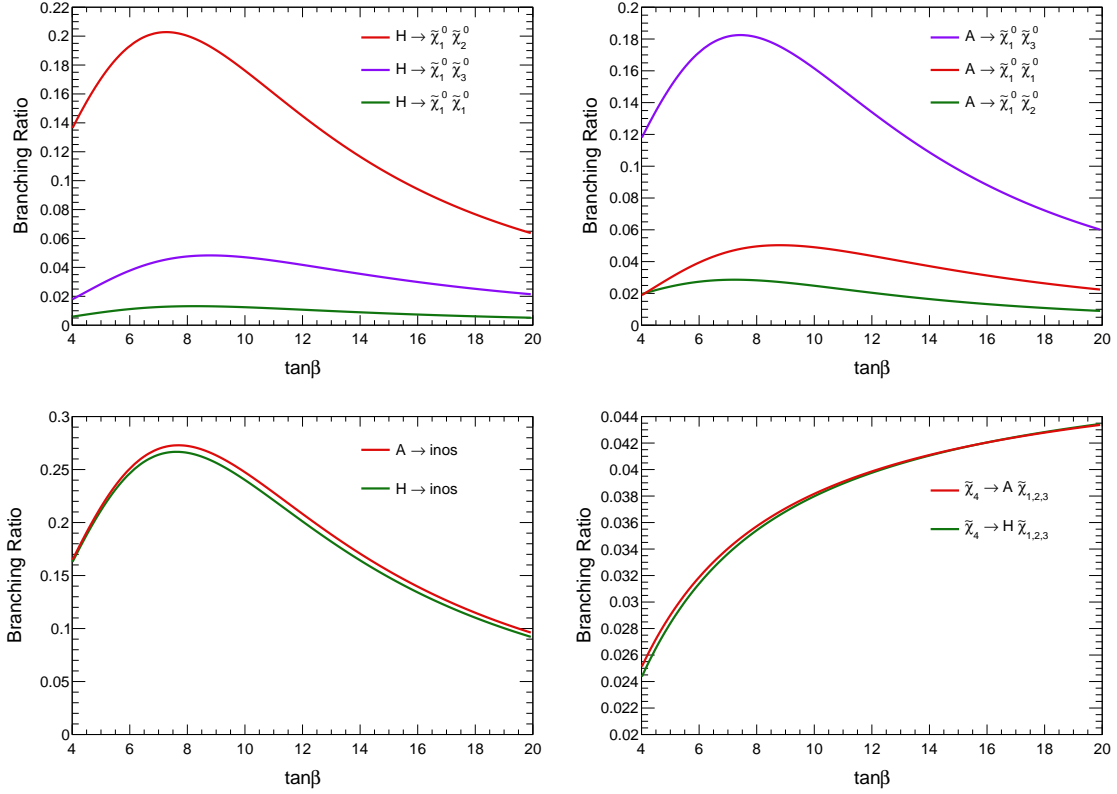 0.22
0.2
0.18
0.16
0.14
0.12
0.1
0.08
0.06
0.04
0.02
0
4 6 8 10 12 14 16 18 20
Branching Ratio
tanβ
H → χ̃₁⁰ χ̃₂⁰
H → χ̃₁⁰ χ̃₃⁰
H → χ̃₁⁰ χ̃₁⁰
0.2
0.18
0.16
0.14
0.12
0.1
0.08
0.06
0.04
0.02
0
4 6 8 10 12 14 16 18 20
Branching Ratio
tanβ
A → χ̃₁⁰ χ̃₃⁰
A → χ̃₁⁰ χ̃₁⁰
A → χ̃₁⁰ χ̃₂⁰
0.3
0.25
0.2
0.15
0.1
0.05
0
4 6 8 10 12 14 16 18 20
Branching Ratio
tanβ
A → inos
H → inos
0.044
0.042
0.04
0.038
0.036
0.034
0.032
0.03
0.028
0.026
0.024
0.022
0.02
4 6 8 10 12 14 16 18 20
Branching Ratio
tanβ
χ̃₄ → A χ̃₁,₂,₃
χ̃₄ → H χ̃₁,₂,₃